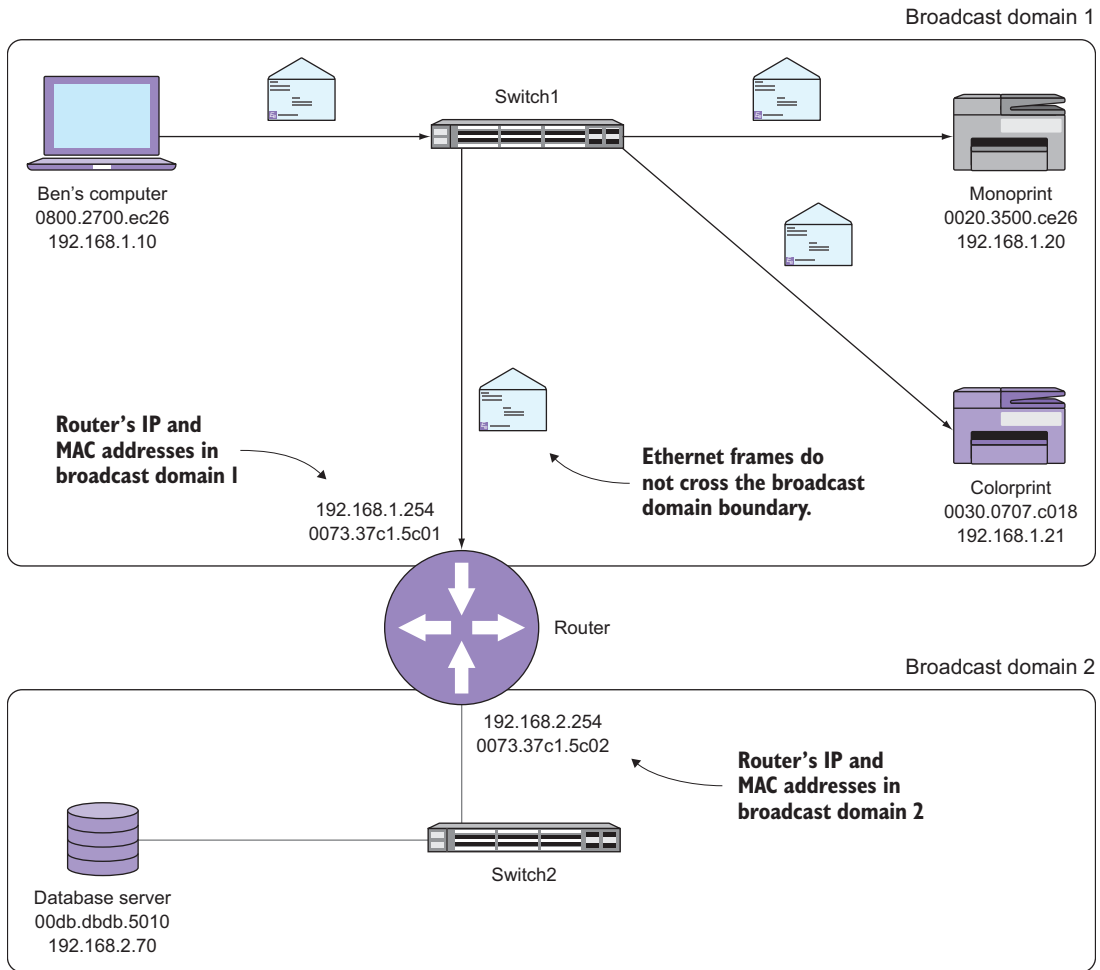 Broadcast domain 1
Switch1
Ben's computer
0800.2700.ec26
192.168.1.10
Monoprint
0020.3500.ce26
192.168.1.20
Router's IP and
MAC addresses in
broadcast domain 1
192.168.1.254
0073.37c1.5c01
Ethernet frames do
not cross the broadcast
domain boundary.
Colorprint
0030.0707.c018
192.168.1.21
Router
Broadcast domain 2
192.168.2.254
0073.37c1.5c02
Router's IP and
MAC addresses in
broadcast domain 2
Switch2
Database server
00db.dbdb.5010
192.168.2.70